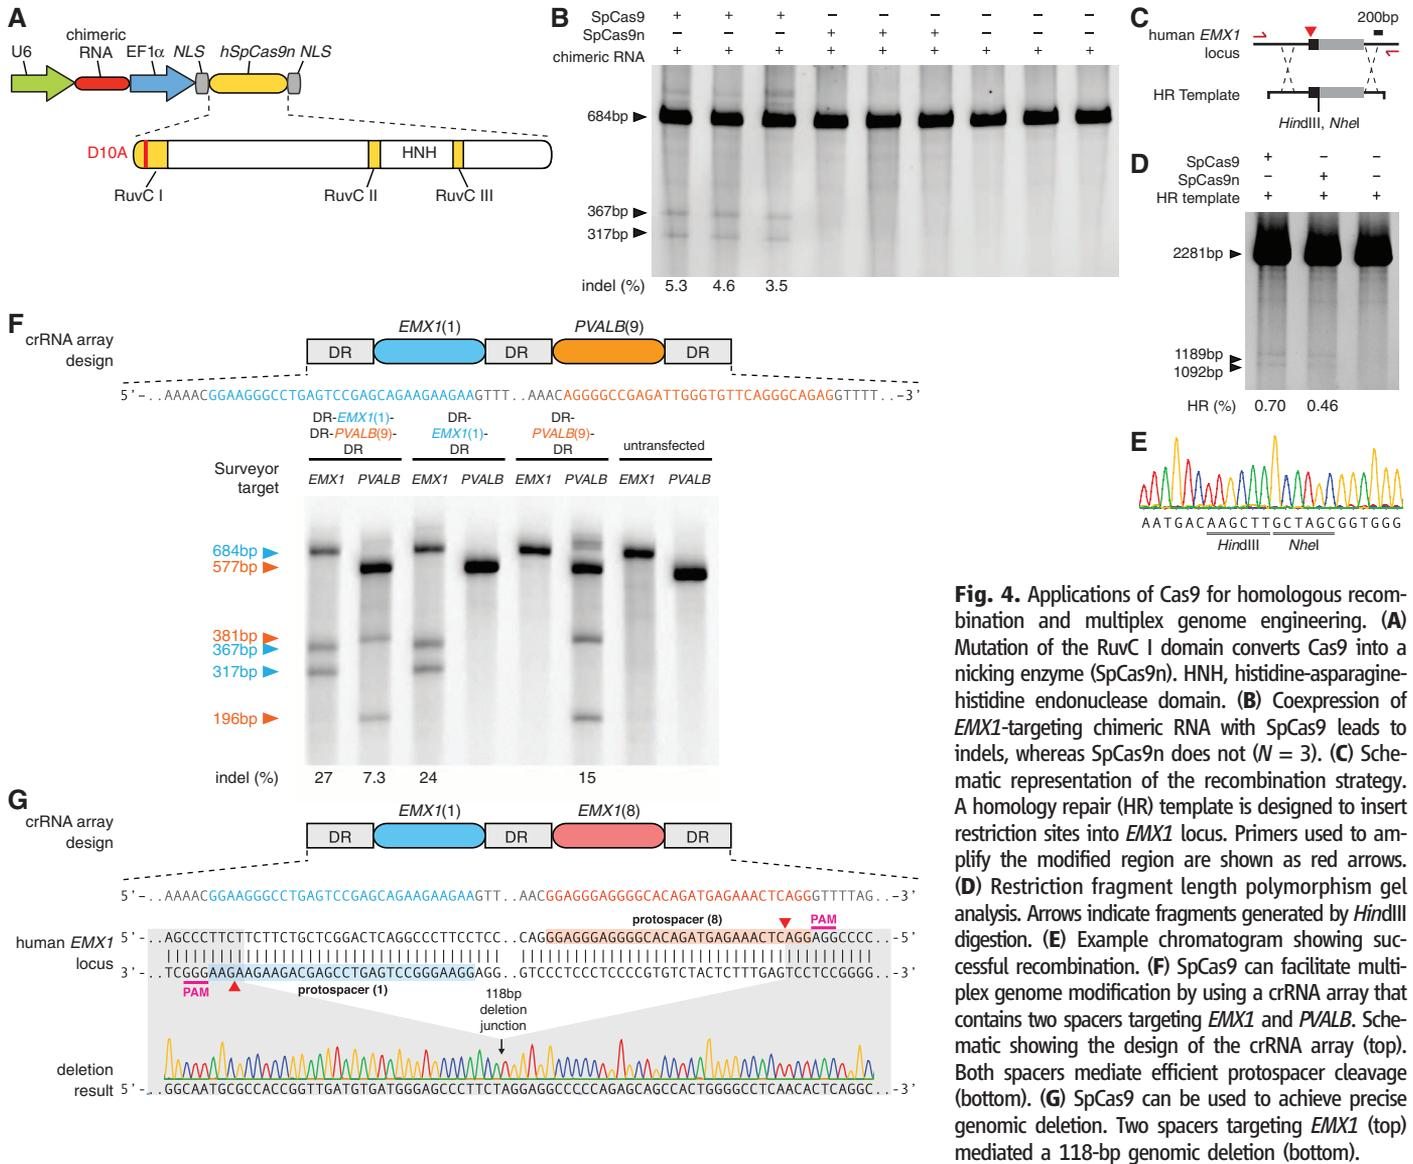 A
U6
chimeric
RNA
EF1α
NLS
hSpCas9n
NLS
D10A
HNH
RuvC I
RuvC II
RuvC III
B
SpCas9 + + + – – – – – –
SpCas9n – – – + + + – – –
chimeric RNA + + + + + + + + +
684bp
367bp
317bp
indel (%) 5.3 4.6 3.5
C
200bp
human EMX1
locus
HR Template
HindIII, NheI
D
SpCas9 + – –
SpCas9n – + –
HR template + + +
2281bp
1189bp
1092bp
HR (%) 0.70 0.46
E
AATGACAAGCTTGCTAGCGGTGGG
HindIII NheI
F
crRNA array
design
EMX1(1)
PVALB(9)
DR DR DR
5’-..AAAACGGAAGGGCCTGAGTCCGAGCAGAAGAAGAAGTTT..AAACAGGGGCCGAGATTGGGTGTTCAGGGCAGAGGTTTT..-3’
DR-EMX1(1)-
DR-PVALB(9)-
DR
DR-
EMX1(1)-
DR
DR-
PVALB(9)-
DR
untransfected
Surveyor
target
EMX1 PVALB EMX1 PVALB EMX1 PVALB EMX1 PVALB
684bp
577bp
381bp
367bp
317bp
196bp
indel (%) 27 7.3 24 15
G
crRNA array
design
EMX1(1)
EMX1(8)
DR DR DR
5’-..AAAACGGAAGGGCCTGAGTCCGAGCAGAAGAAGAAGTT..AACGGAGGGAGGGGCACAGATGAGAAACTCAGGGTTTTAG..-3’
protospacer (8)
PAM
human EMX1
locus
5’-..AGCCCTTCTTCTTCTGCTCGGACTCAGGCCCTTCCTCC..CAGGGAGGGAGGGGCACAGATGAGAAACTCAGGAGGCCCC..-5’
3’-..TCGGGAAGAAGAAGACGAGCCTGAGTCCGGGAAGGAGG..GTCCCTCCCTCCCCGTGTCTACTCTTTGAGTCCTCCGGGG..-3’
PAM
protospacer (1)
118bp
deletion
junction
deletion
result
5’-..GGCAATGCGCCACCGGTTGATGTGATGGGAGCCCTTCTAGGAGGCCCCCAGAGCAGCCACTGGGGCCTCAACACTCAGGC..-3’
Fig. 4. Applications of Cas9 for homologous recom-
bination and multiplex genome engineering. (A)
Mutation of the RuvC I domain converts Cas9 into a
nicking enzyme (SpCas9n). HNH, histidine-asparagine-
histidine endonuclease domain. (B) Coexpression of
EMX1-targeting chimeric RNA with SpCas9 leads to
indels, whereas SpCas9n does not (N = 3). (C) Sche-
matic representation of the recombination strategy.
A homology repair (HR) template is designed to insert
restriction sites into EMX1 locus. Primers used to am-
plify the modified region are shown as red arrows.
(D) Restriction fragment length polymorphism gel
analysis. Arrows indicate fragments generated by HindIII
digestion. (E) Example chromatogram showing suc-
cessful recombination. (F) SpCas9 can facilitate multi-
plex genome modification by using a crRNA array that
contains two spacers targeting EMX1 and PVALB. Sche-
matic showing the design of the crRNA array (top).
Both spacers mediate efficient protospacer cleavage
(bottom). (G) SpCas9 can be used to achieve precise
genomic deletion. Two spacers targeting EMX1 (top)
mediated a 118-bp genomic deletion (bottom).